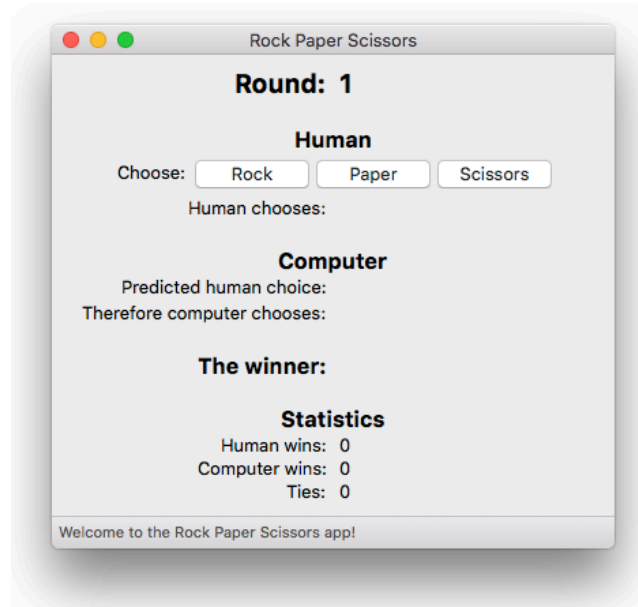 Rock Paper Scissors
Round: 1
Human
Choose: Rock Paper Scissors
Human chooses:
Computer
Predicted human choice:
Therefore computer chooses:
The winner:
Statistics
Human wins: 0
Computer wins: 0
Ties: 0
Welcome to the Rock Paper Scissors app!